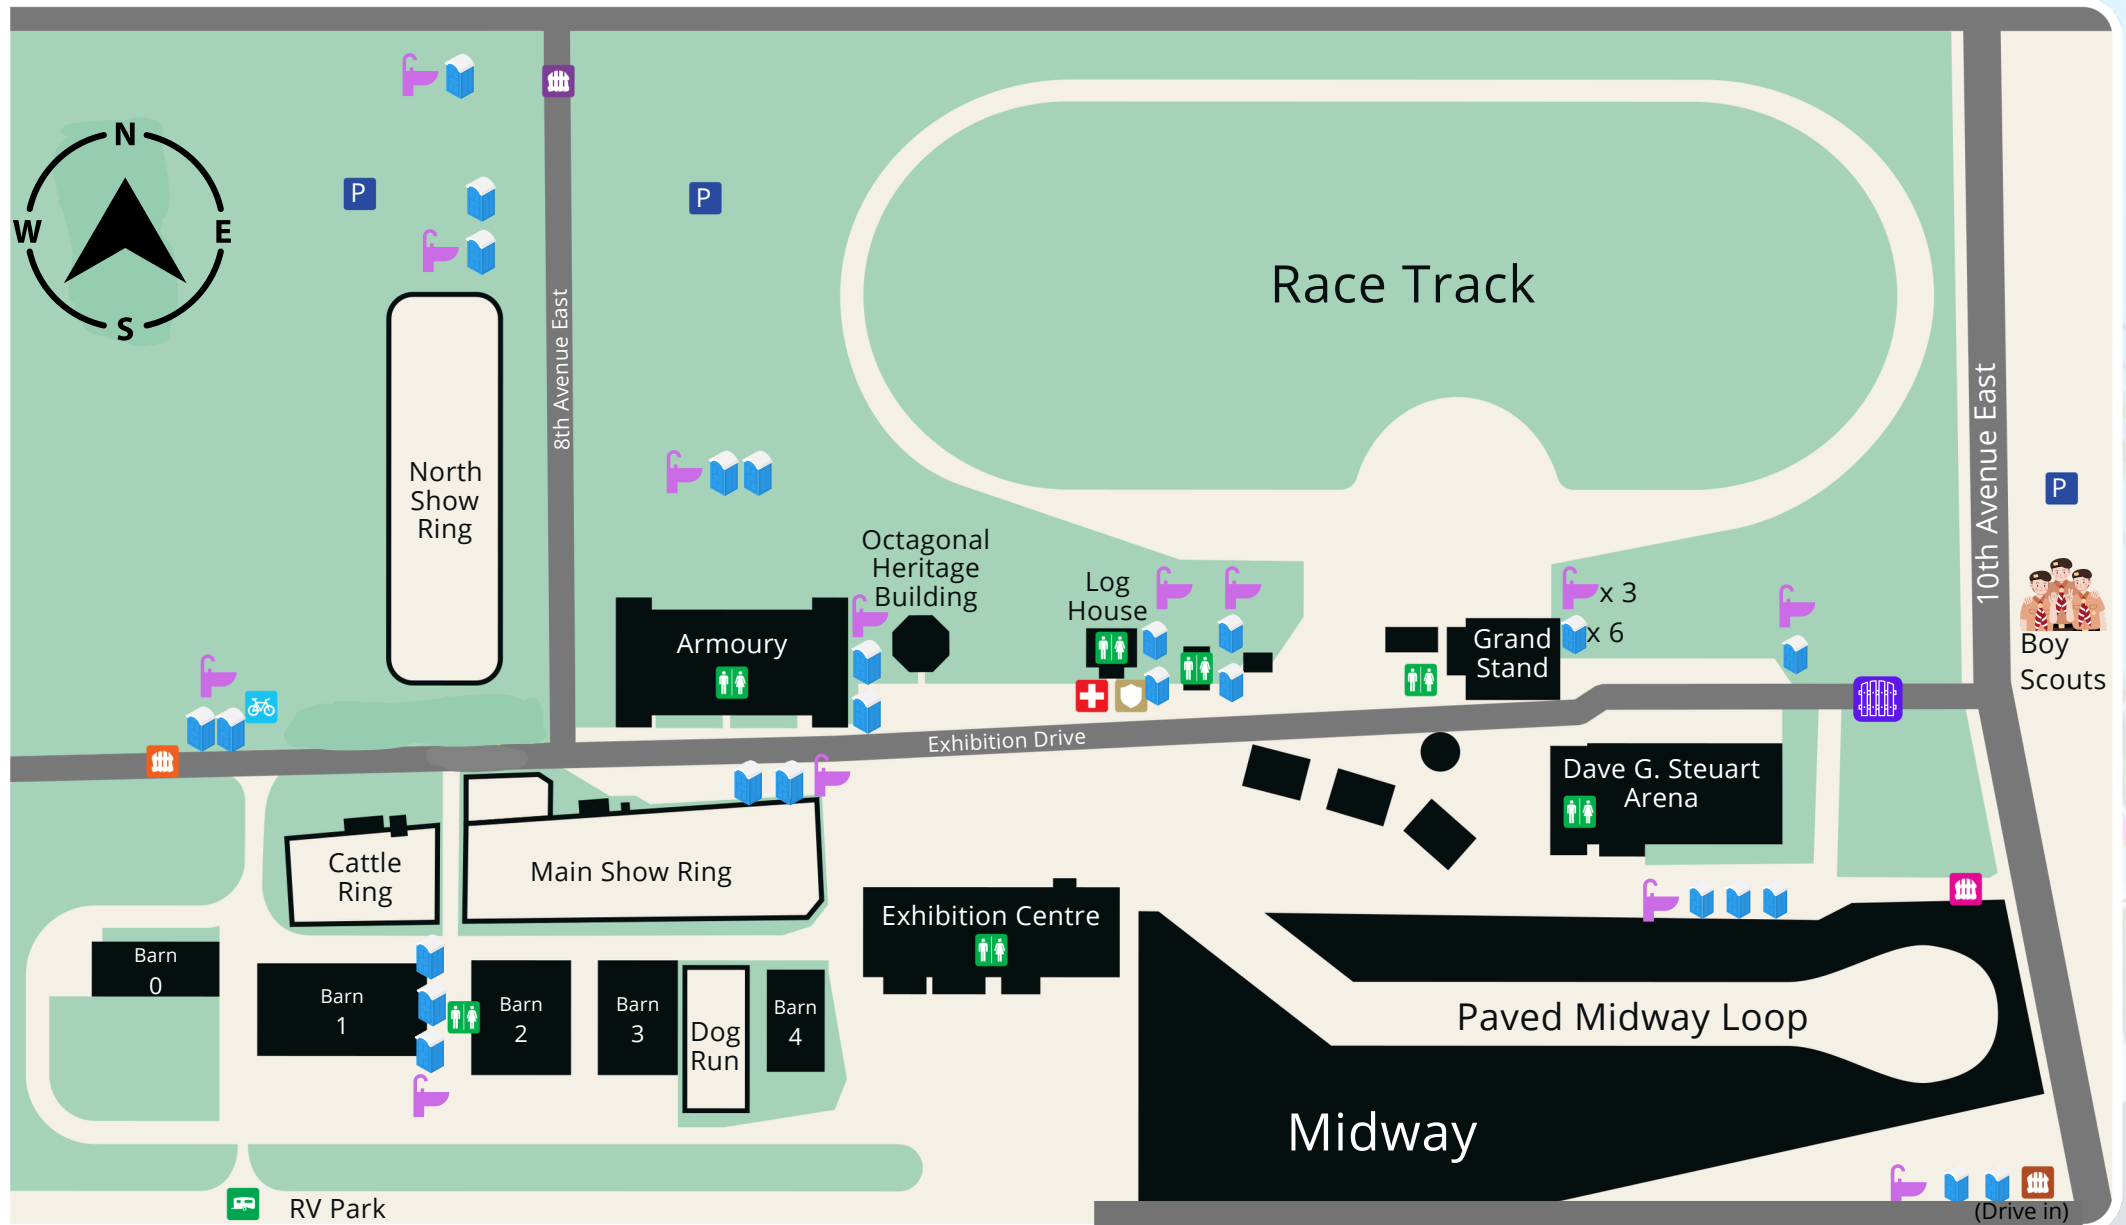 N
W
E
S
P
P
Race Track
8th Avenue East
10th Avenue East
North
Show
Ring
P
Octagonal
Heritage
Building
Log
House
x 3
x 6
Armoury
Grand
Stand
Boy
Scouts
Exhibition Drive
Dave G. Steuart
Arena
Cattle
Ring
Main Show Ring
Exhibition Centre
Barn
0
Barn
1
Barn
2
Barn
3
Dog
Run
Barn
4
Paved Midway Loop
Midway
RV Park
(Drive in)